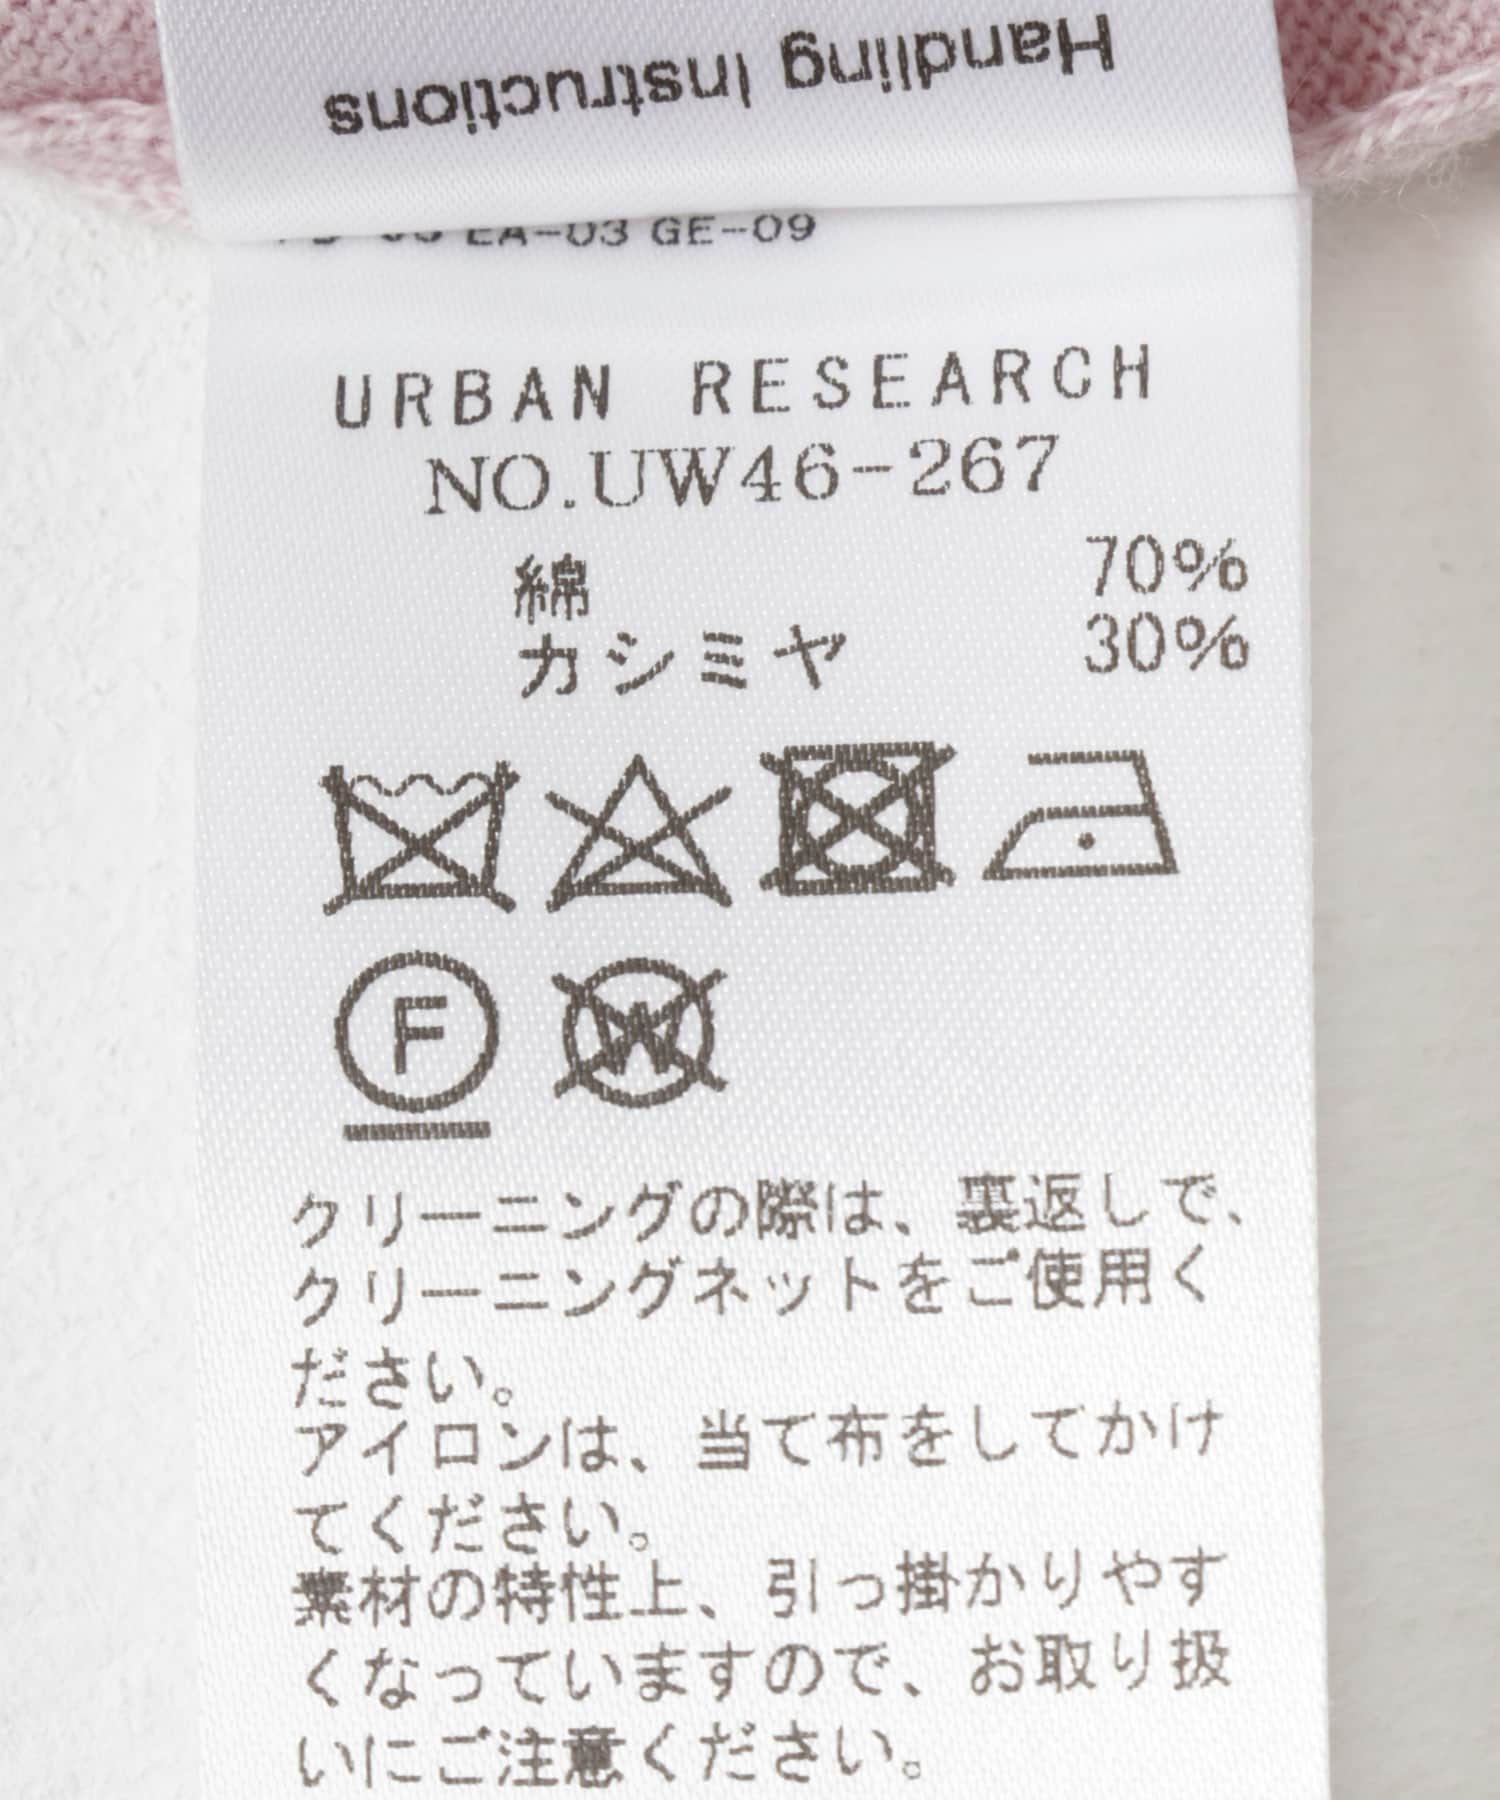 Handling Instructions
EA-03 GE-09
URBAN RESEARCH
NO.UW46-267
綿 70%
カシミヤ 30%
F
W
クリーニングの際は、裏返しで、
クリーニングネットをご使用く
ださい。
アイロンは、当て布をしてかけ
てください。
素材の特性上、引っ掛かりやす
くなっていますので、お取り扱
いにご注意ください。